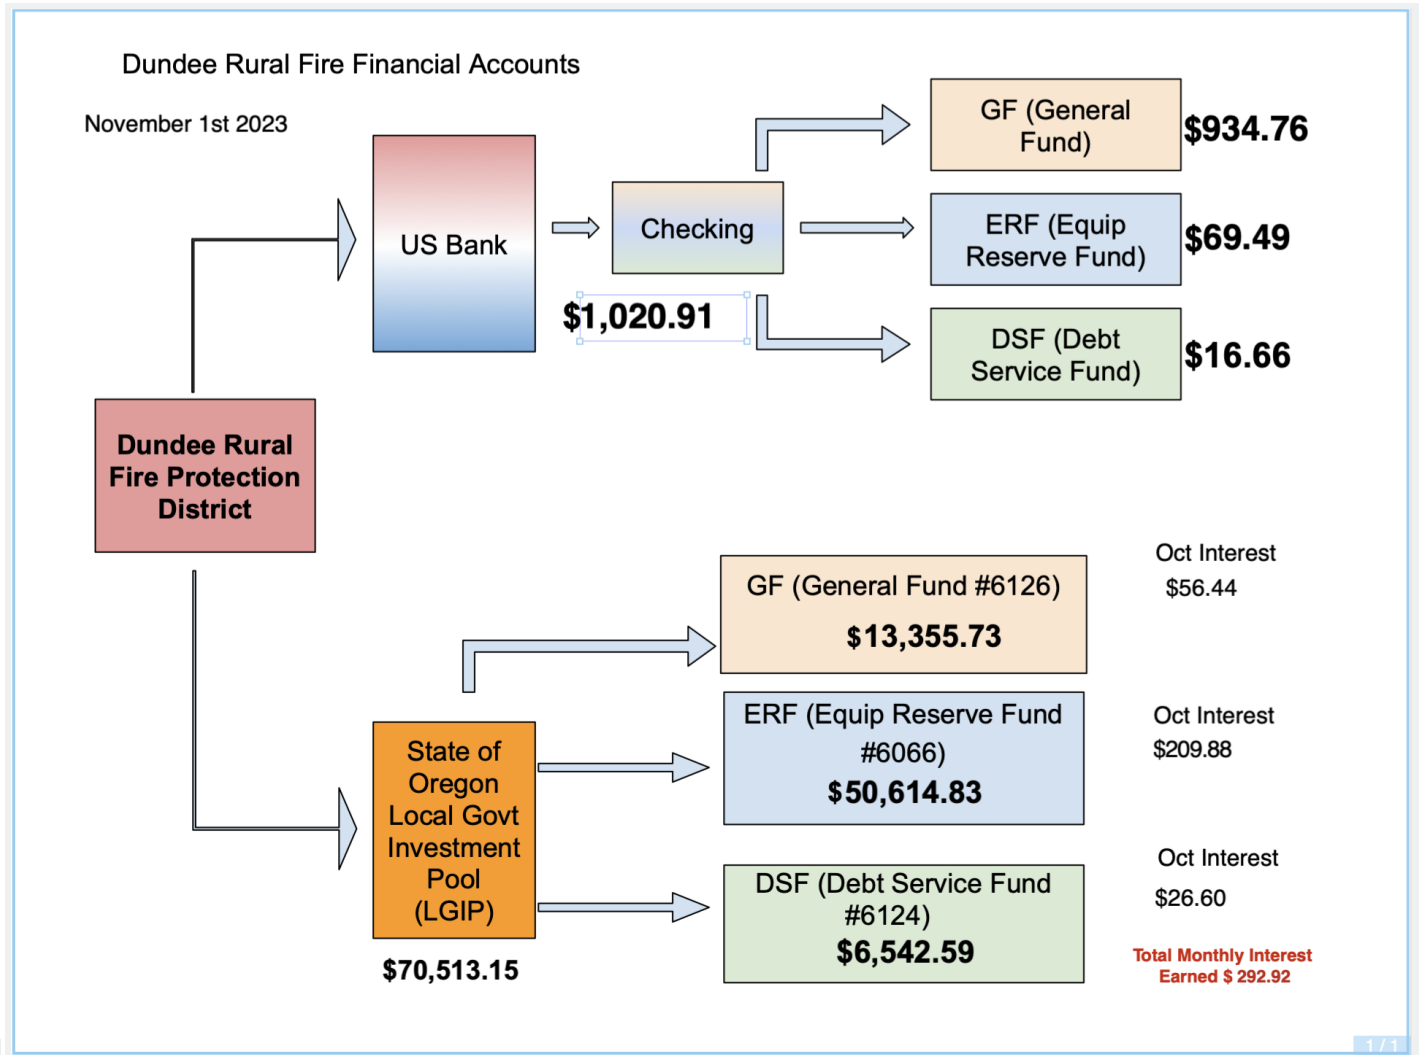 Dundee Rural Fire Financial Accounts
November 1st 2023
US Bank
Checking
$1,020.91
GF (General
Fund)
$934.76
ERF (Equip
Reserve Fund)
$69.49
DSF (Debt
Service Fund)
$16.66
Dundee Rural
Fire Protection
District
State of
Oregon
Local Govt
Investment
Pool
(LGIP)
$70,513.15
GF (General Fund #6126)
$13,355.73
Oct Interest
$56.44
ERF (Equip Reserve Fund
#6066)
$50,614.83
Oct Interest
$209.88
DSF (Debt Service Fund
#6124)
$6,542.59
Oct Interest
$26.60
Total Monthly Interest
Earned $ 292.92
1 / 1